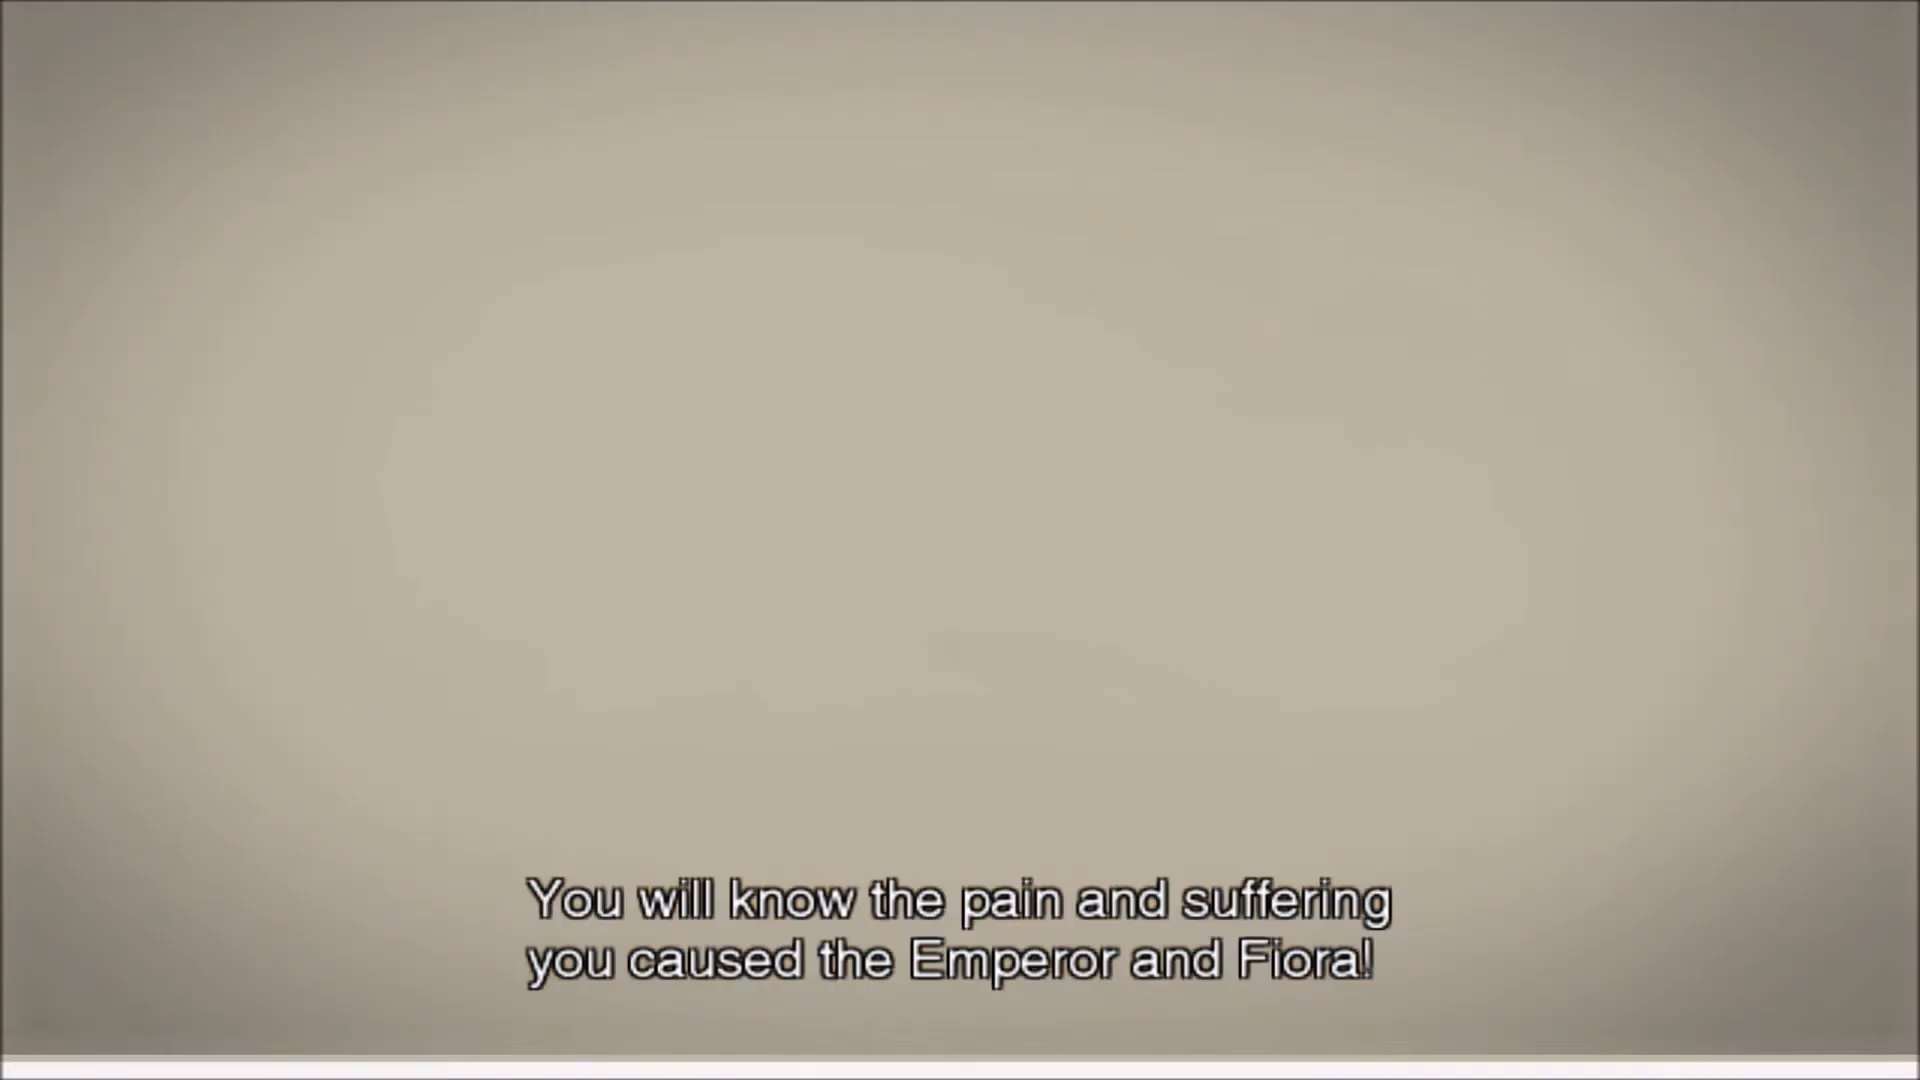 You will know the pain and suffering
you caused the Emperor and Fiora!